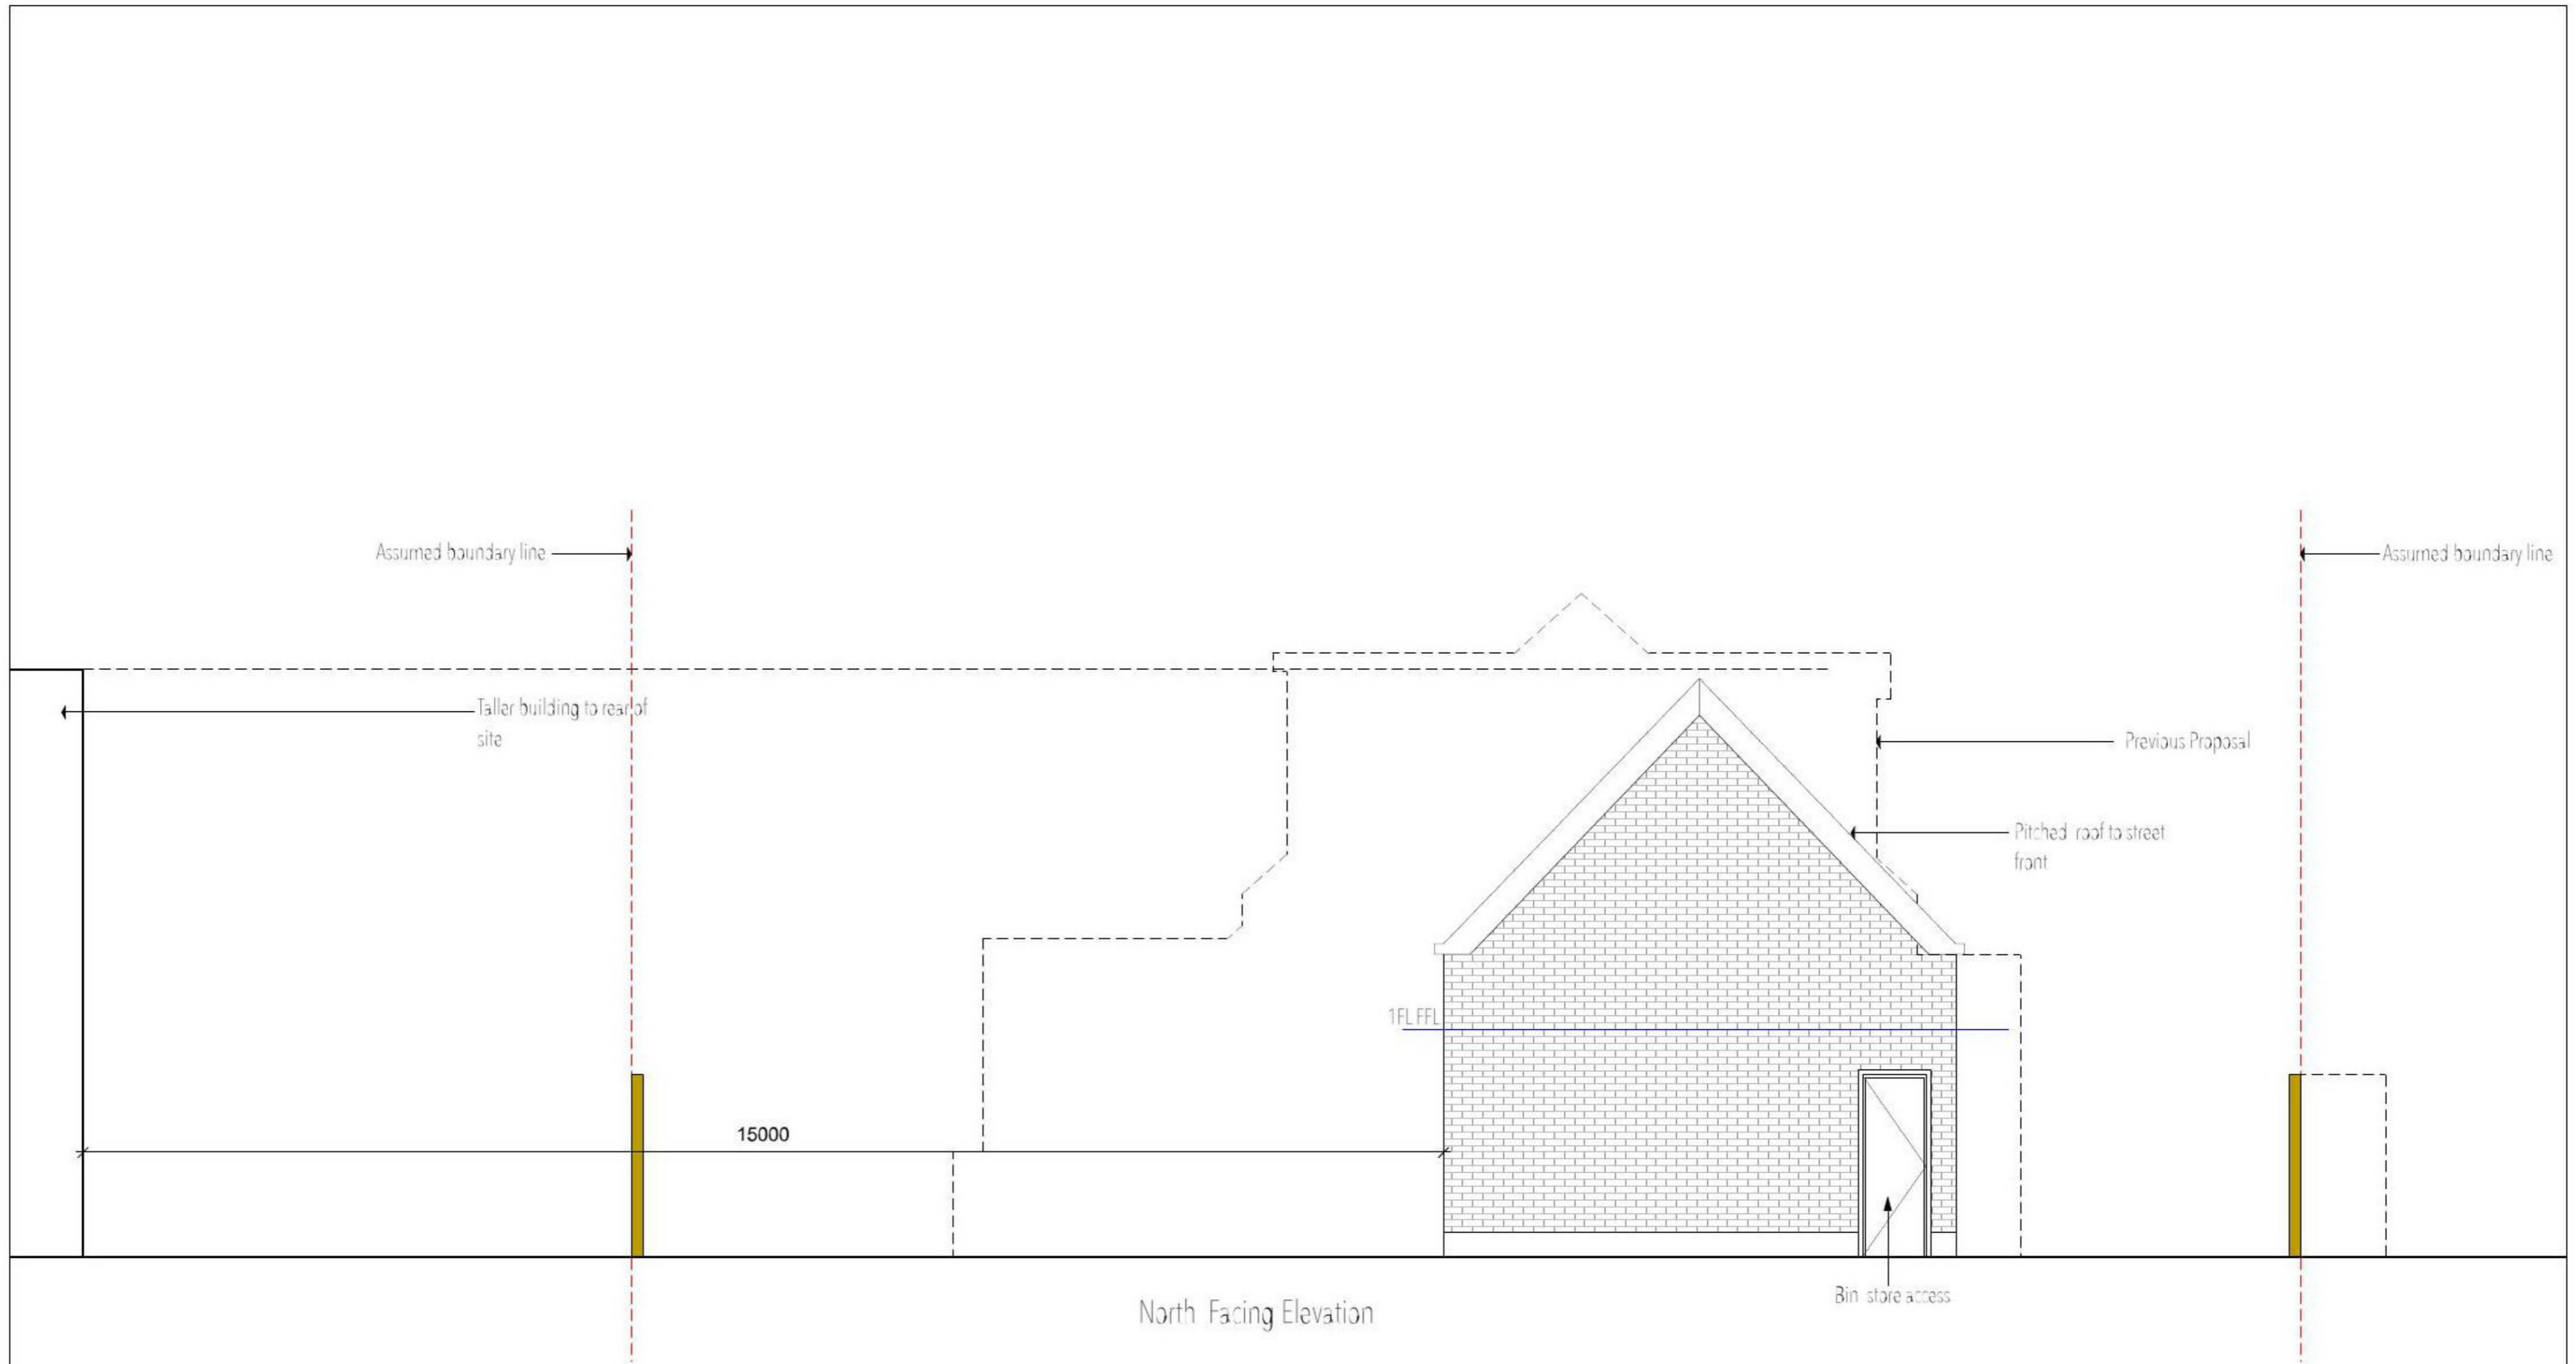 Assumed boundary line
Assumed boundary line
Taller building to rear of
site
Previous Proposal
Pitched roof to street
front
1FL FFL
15000
Bin store access
North Facing Elevation